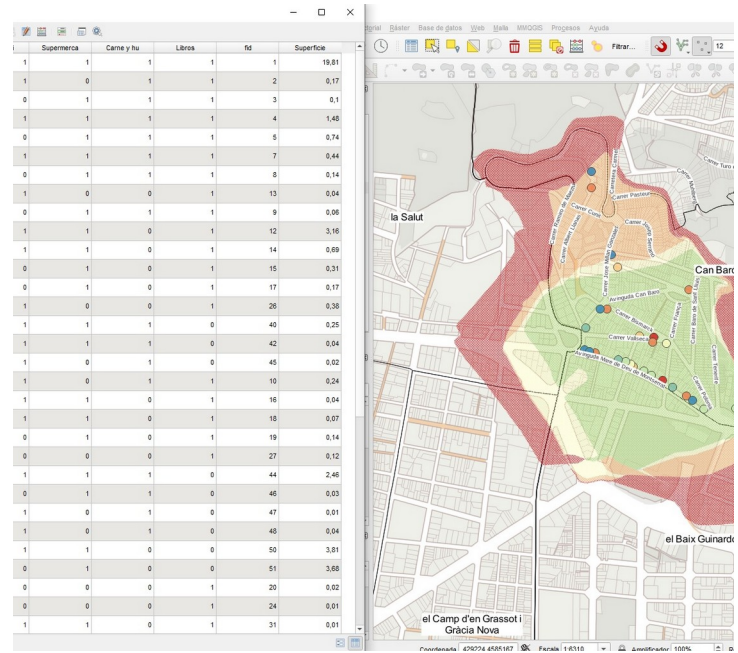 Ráster Base de datos Web Malla MMQGIS Procesos Ayuda
Filtrar... 12
Supermerca Carne y hu Libros fid Superficie
1 1 1 1 1 19,81
1 0 1 1 2 0,17
0 1 1 1 3 0,1
1 1 1 1 4 1,48
0 1 1 1 5 0,74
1 1 1 1 7 0,44
0 1 1 1 8 0,14
1 0 0 1 13 0,04
0 1 1 1 9 0,06
1 1 0 1 12 3,16
1 1 0 1 14 0,69
0 1 0 1 15 0,31
0 1 0 1 17 0,17
1 0 0 1 26 0,38
1 1 1 0 40 0,25
1 1 1 0 42 0,04
1 0 1 0 45 0,02
1 0 1 1 10 0,24
1 1 0 1 16 0,04
1 1 0 1 18 0,07
0 1 0 1 19 0,14
0 0 0 1 27 0,12
1 1 1 0 44 2,46
0 1 1 0 46 0,03
1 0 1 0 47 0,01
1 0 1 0 48 0,04
1 1 0 0 50 3,81
1 0 0 0 51 3,68
0 0 0 1 20 0,02
0 0 0 1 24 0,01
1 1 0 1 31 0,01
Carrer Turó
Carrer Pasteur
Carrer Conca
la Salut
Can Baró
Avinguda Can Baró
Carrer Bismarck
Carrer França
Carrer Vallseca
Carrer Tenerife
Avinguda Mare de Déu de Montserrat
el Baix Guinardó
el Camp d'en Grassot i
Gràcia Nova
Coordenada 429224,4585167 Escala 1:6310 Amplificador 100%